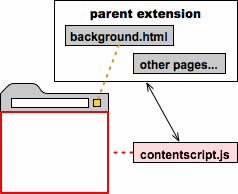 parent extension
background.html
other pages...
contentscript.js